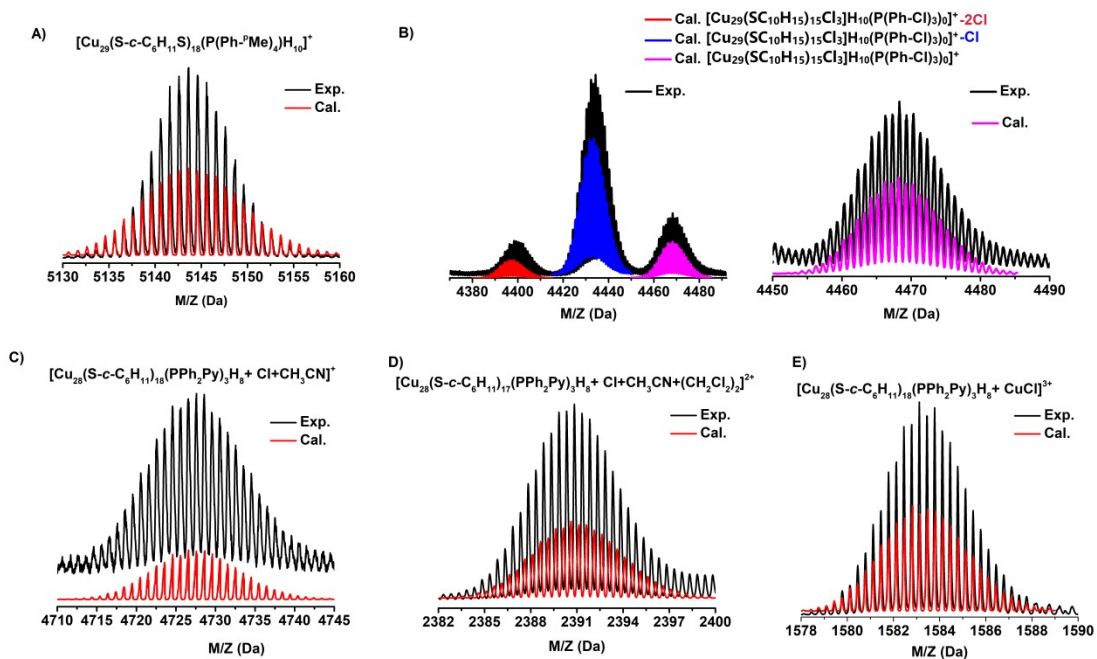 A)
[Cu29(S-c-C6H11S)18(P(Ph-pMe)4)H10]+
Exp.
Cal.
5130 5135 5140 5145 5150 5155 5160
M/Z (Da)
B)
Cal. [Cu29(SC10H15)15Cl3]H10(P(Ph-Cl)3)0]+-2Cl
Cal. [Cu29(SC10H15)15Cl3]H10(P(Ph-Cl)3)0]+-Cl
Cal. [Cu29(SC10H15)15Cl3]H10(P(Ph-Cl)3)0]+
Exp.
4380 4400 4420 4440 4460 4480
M/Z (Da)
Exp.
Cal.
4450 4460 4470 4480 4490
M/Z (Da)
C)
[Cu28(S-c-C6H11)18(PPh2Py)3H8+ Cl+CH3CN]+
Exp.
Cal.
4710 4715 4720 4725 4730 4735 4740 4745
M/Z (Da)
D)
[Cu28(S-c-C6H11)17(PPh2Py)3H8+ Cl+CH3CN+(CH2Cl2)2]2+
Exp.
Cal.
2382 2385 2388 2391 2394 2397 2400
M/Z (Da)
E)
[Cu28(S-c-C6H11)18(PPh2Py)3H8+ CuCl]3+
Exp.
Cal.
1578 1580 1582 1584 1586 1588 1590
M/Z (Da)